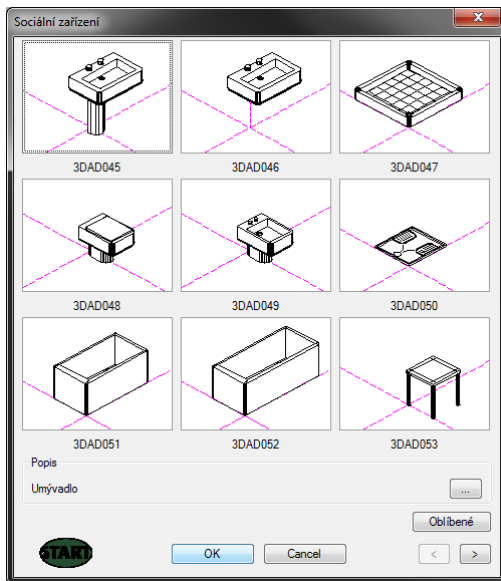 Sociální zařízení
3DAD045 3DAD046 3DAD047
3DAD048 3DAD049 3DAD050
3DAD051 3DAD052 3DAD053
Popis
Umývadlo
...
Oblíbené
START OK Cancel < >